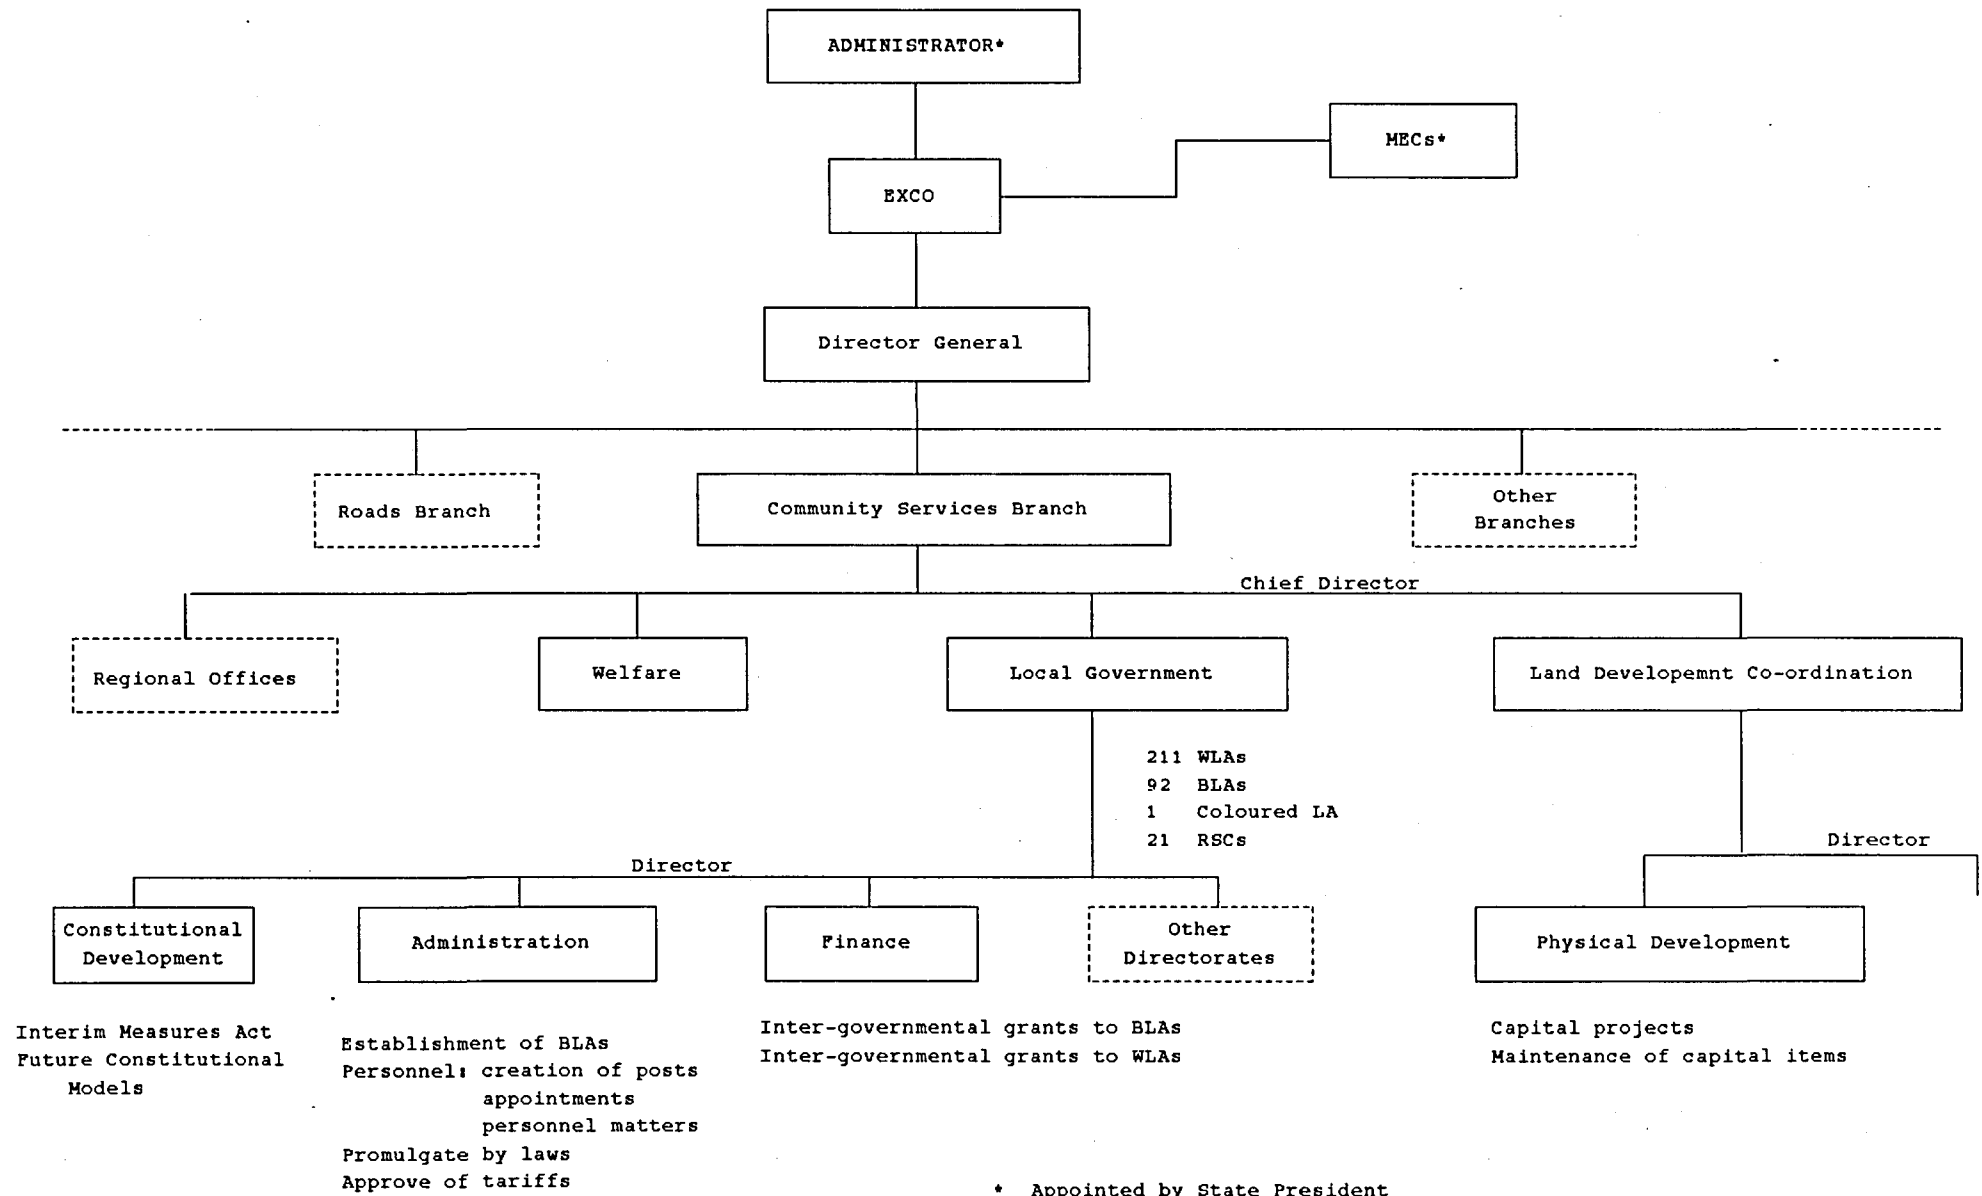 ADMINISTRATOR*
MECs*
EXCO
Director General
Roads Branch
Community Services Branch
Other
Branches
Chief Director
Regional Offices
Welfare
Local Government
Land Developemnt Co-ordination
211 WLAs
92 BLAs
1 Coloured LA
21 RSCs
Director
Director
Constitutional
Development
Administration
Finance
Other
Directorates
Physical Development
Interim Measures Act
Future Constitutional
Models
Establishment of BLAs
Personnel: creation of posts
appointments
personnel matters
Promulgate by laws
Approve of tariffs
Inter-governmental grants to BLAs
Inter-governmental grants to WLAs
Capital projects
Maintenance of capital items
* Appointed by State President